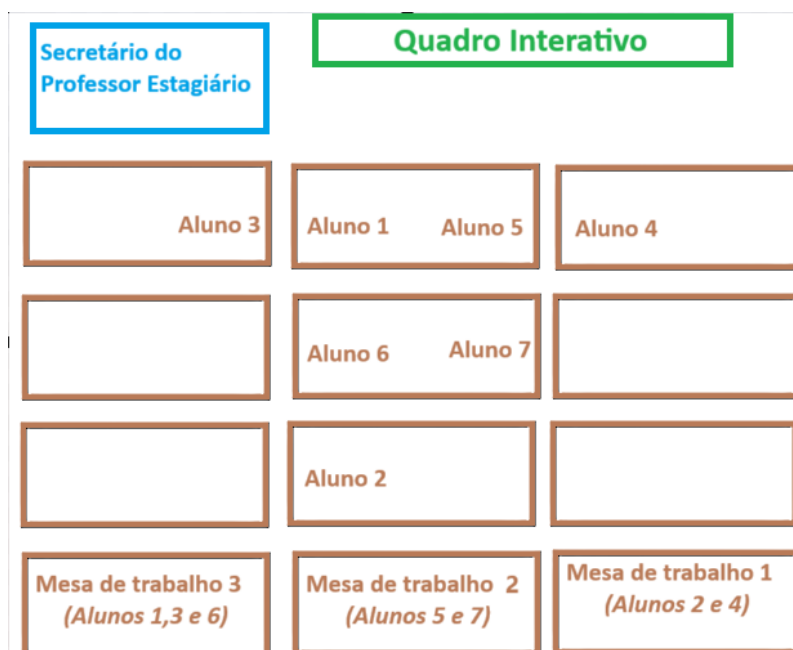 Secretário do
Professor Estagiário
Quadro Interativo
Aluno 3
Aluno 1
Aluno 5
Aluno 4
Aluno 6
Aluno 7
Aluno 2
Mesa de trabalho 3
(Alunos 1,3 e 6)
Mesa de trabalho 2
(Alunos 5 e 7)
Mesa de trabalho 1
(Alunos 2 e 4)